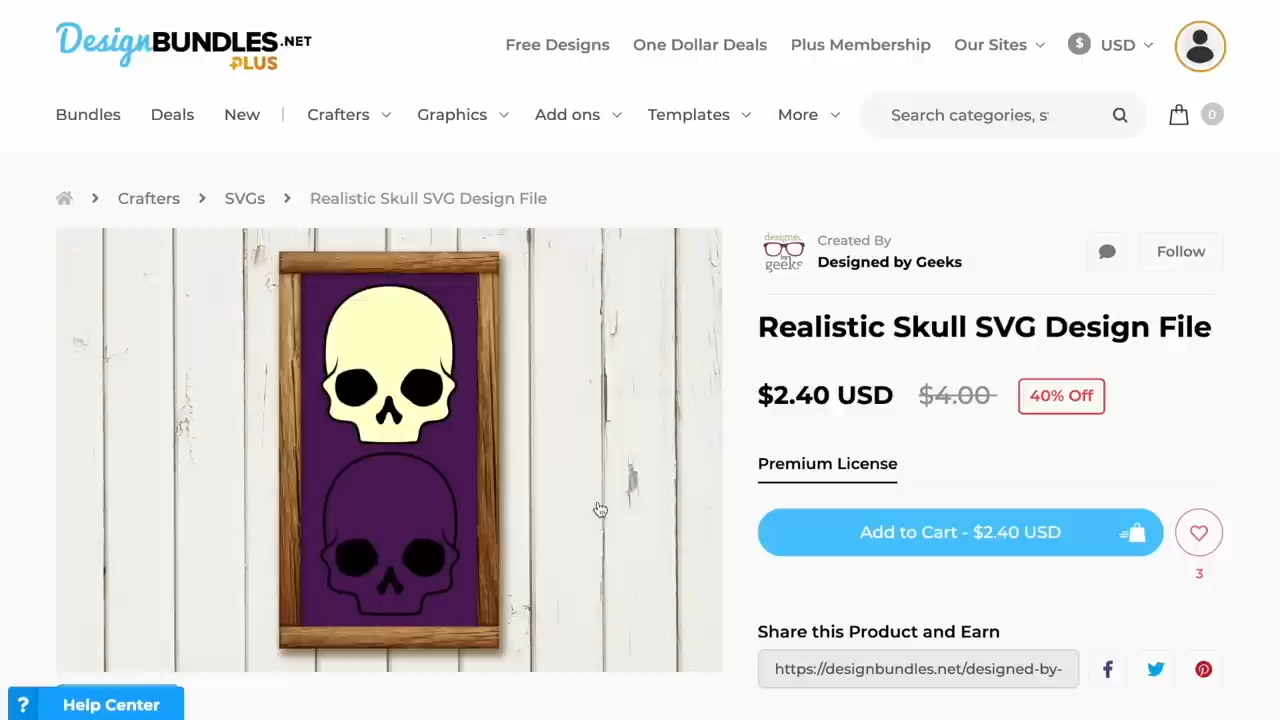 DesignBUNDLES.NET
+PLUS
Free Designs One Dollar Deals Plus Membership Our Sites $ USD
Bundles Deals New | Crafters Graphics Add ons Templates More Search categories, s 0
Crafters SVGs Realistic Skull SVG Design File
designed
by
geeks
Created By
Designed by Geeks
Follow
Realistic Skull SVG Design File
$2.40 USD $4.00 40% Off
Premium License
Add to Cart - $2.40 USD
3
Share this Product and Earn
https://designbundles.net/designed-by-
? Help Center